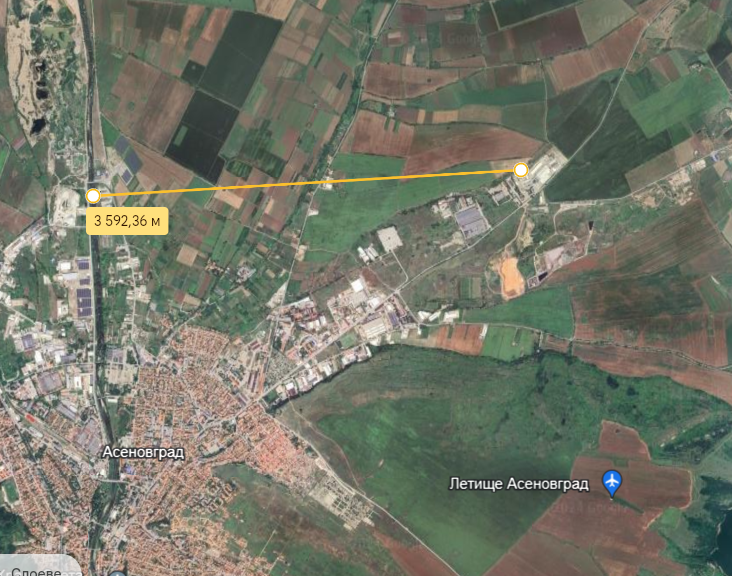 3 592,36 м
Асеновград
Летище Асеновград
Слоеве